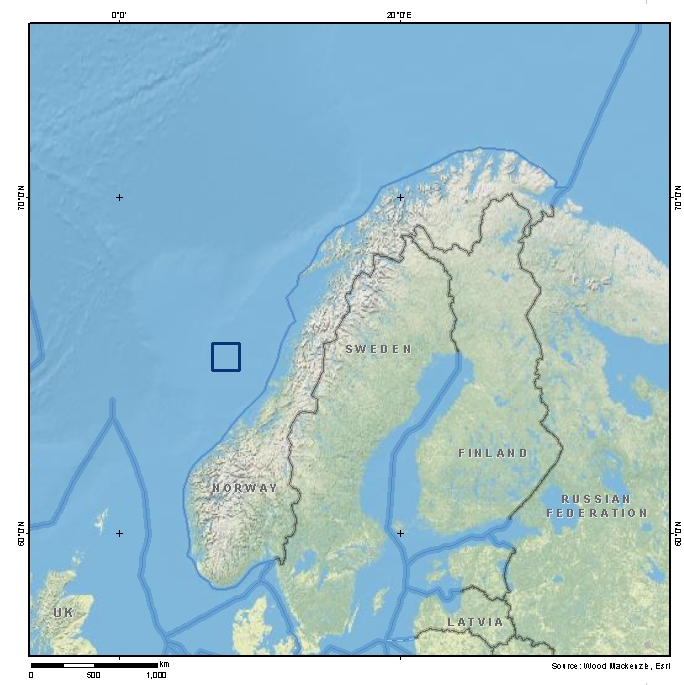 0°0'
20°0'E
70°0'N
70°0'N
SWEDEN
FINLAND
NORWAY
RUSSIAN
FEDERATION
60°0'N
60°0'N
UK
LATVIA
km
0 500 1,000
Source: Wood Mackenzie, Esri